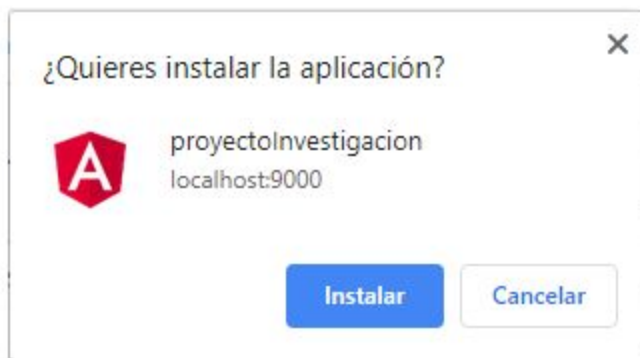 ¿Quieres instalar la aplicación?
A
proyectoInvestigacion
localhost:9000
Instalar
Cancelar